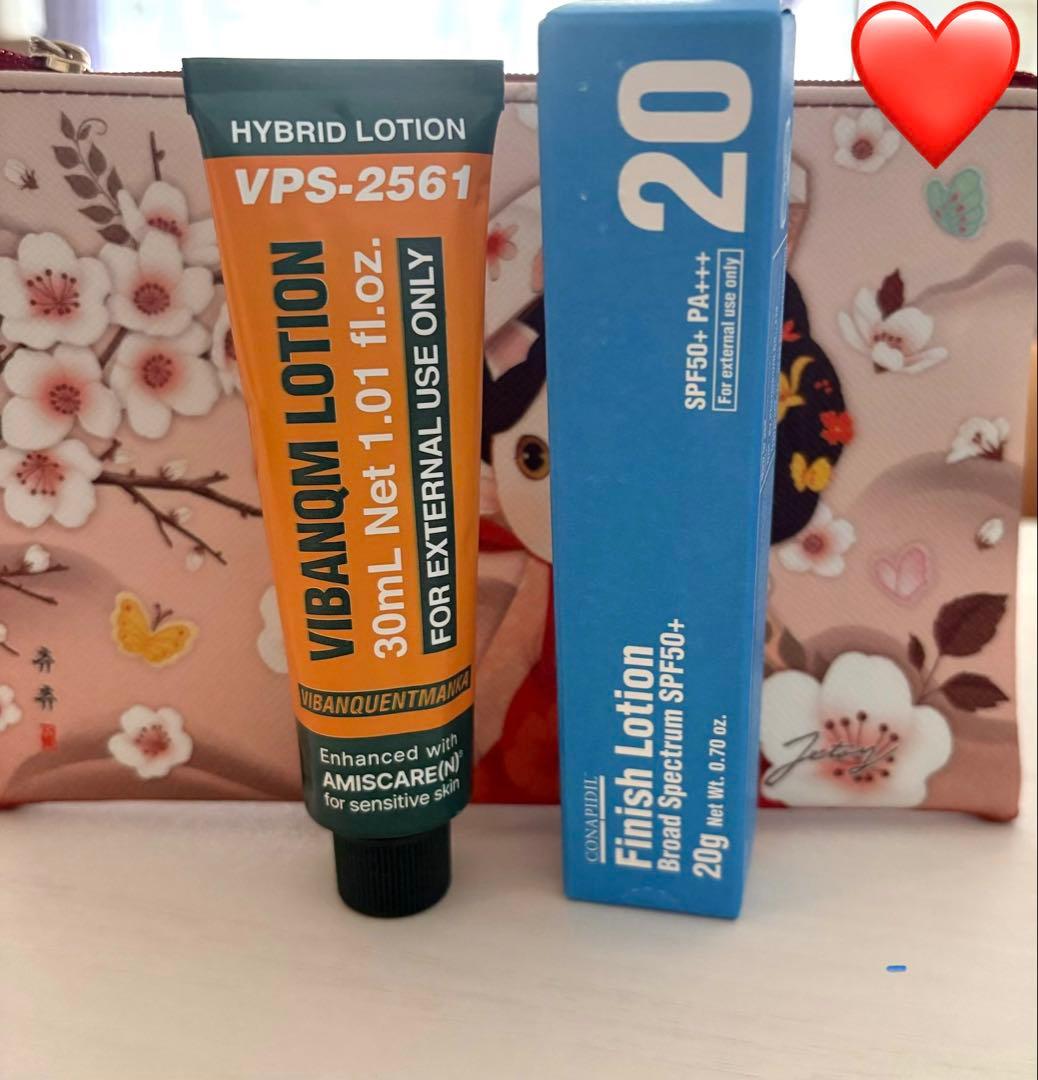 HYBRID LOTION
VPS-2561
VIBANQM LOTION
30mL Net 1.01 fl.oz.
FOR EXTERNAL USE ONLY
VIBANQUENTMANKA
Enhanced with
AMISCARE(N)®
for sensitive skin
20
SPF50+ PA+++
For external use only
CONAPIDIL™
Finish Lotion
Broad Spectrum SPF50+
20g Net Wt. 0.70 oz.
Jetoy